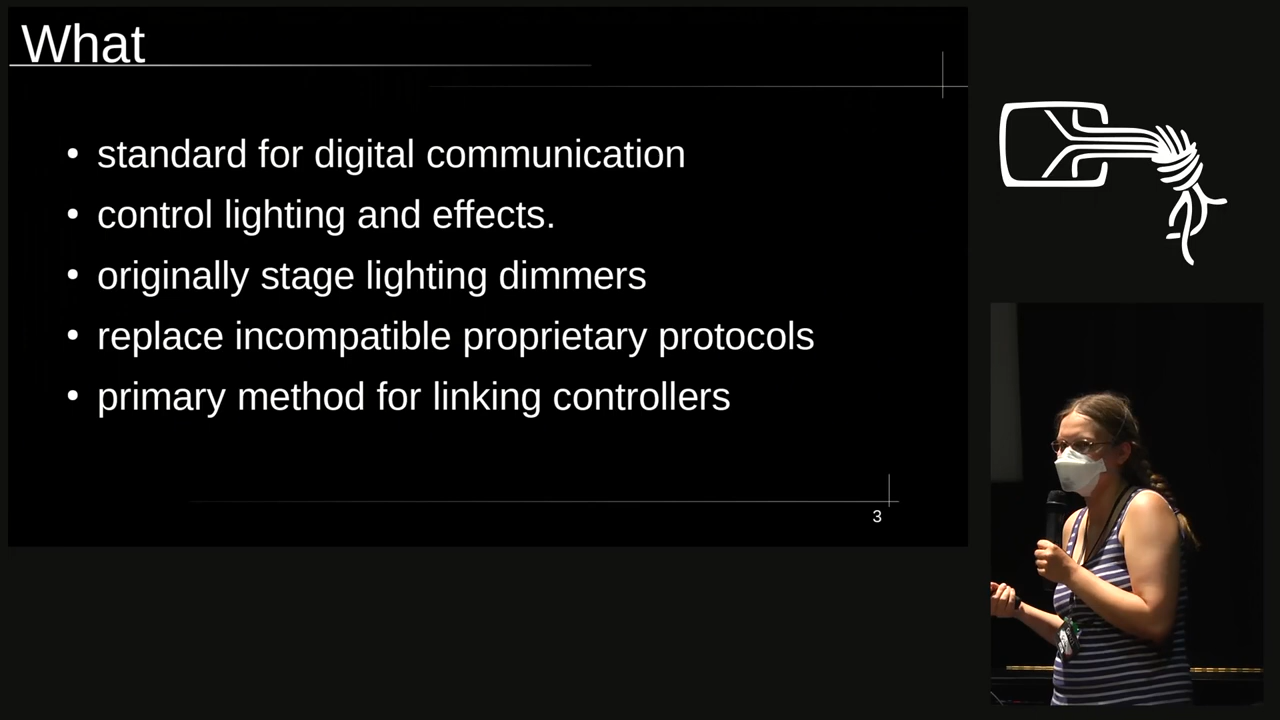 What
• standard for digital communication
• control lighting and effects.
• originally stage lighting dimmers
• replace incompatible proprietary protocols
• primary method for linking controllers
3